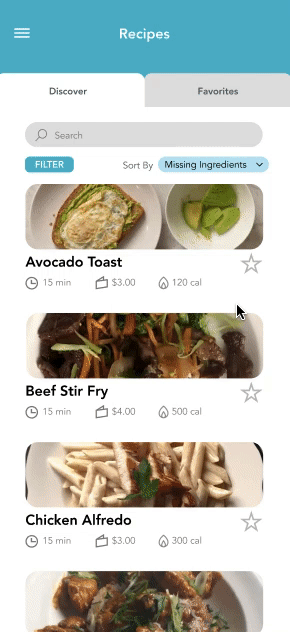 Recipes
Discover
Favorites
Search
FILTER
Sort By
Missing Ingredients
Avocado Toast
15 min
$3.00
120 cal
Beef Stir Fry
15 min
$4.00
500 cal
Chicken Alfredo
15 min
$3.00
300 cal